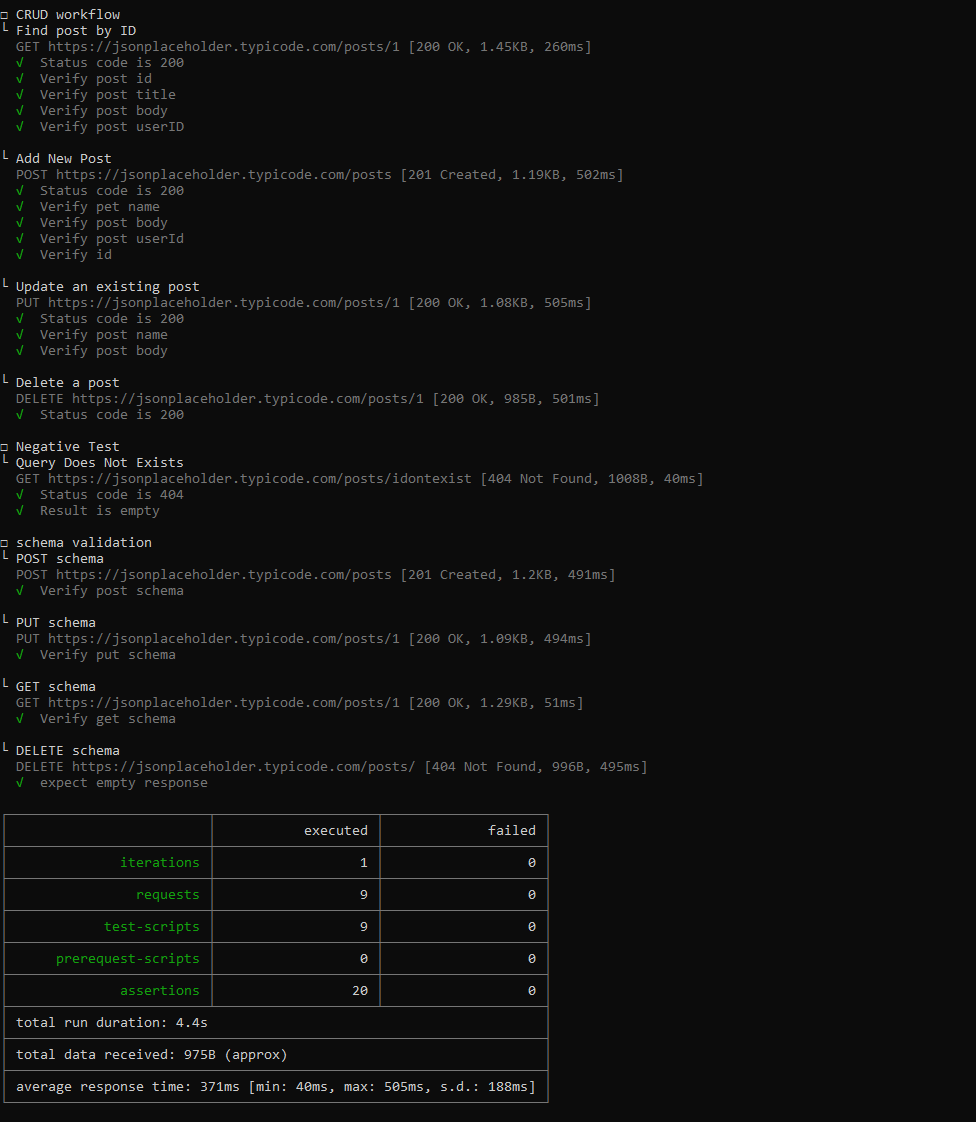 □ CRUD workflow
└ Find post by ID
GET https://jsonplaceholder.typicode.com/posts/1 [200 OK, 1.45KB, 260ms]
√ Status code is 200
√ Verify post id
√ Verify post title
√ Verify post body
√ Verify post userID
└ Add New Post
POST https://jsonplaceholder.typicode.com/posts [201 Created, 1.19KB, 502ms]
√ Status code is 200
√ Verify pet name
√ Verify post body
√ Verify post userId
√ Verify id
└ Update an existing post
PUT https://jsonplaceholder.typicode.com/posts/1 [200 OK, 1.08KB, 505ms]
√ Status code is 200
√ Verify post name
√ Verify post body
└ Delete a post
DELETE https://jsonplaceholder.typicode.com/posts/1 [200 OK, 985B, 501ms]
√ Status code is 200
□ Negative Test
└ Query Does Not Exists
GET https://jsonplaceholder.typicode.com/posts/idontexist [404 Not Found, 1008B, 40ms]
√ Status code is 404
√ Result is empty
□ schema validation
└ POST schema
POST https://jsonplaceholder.typicode.com/posts [201 Created, 1.2KB, 491ms]
√ Verify post schema
└ PUT schema
PUT https://jsonplaceholder.typicode.com/posts/1 [200 OK, 1.09KB, 494ms]
√ Verify put schema
└ GET schema
GET https://jsonplaceholder.typicode.com/posts/1 [200 OK, 1.29KB, 51ms]
√ Verify get schema
└ DELETE schema
DELETE https://jsonplaceholder.typicode.com/posts/ [404 Not Found, 996B, 495ms]
√ expect empty response
executed failed
iterations 1 0
requests 9 0
test-scripts 9 0
prerequest-scripts 0 0
assertions 20 0
total run duration: 4.4s
total data received: 975B (approx)
average response time: 371ms [min: 40ms, max: 505ms, s.d.: 188ms]